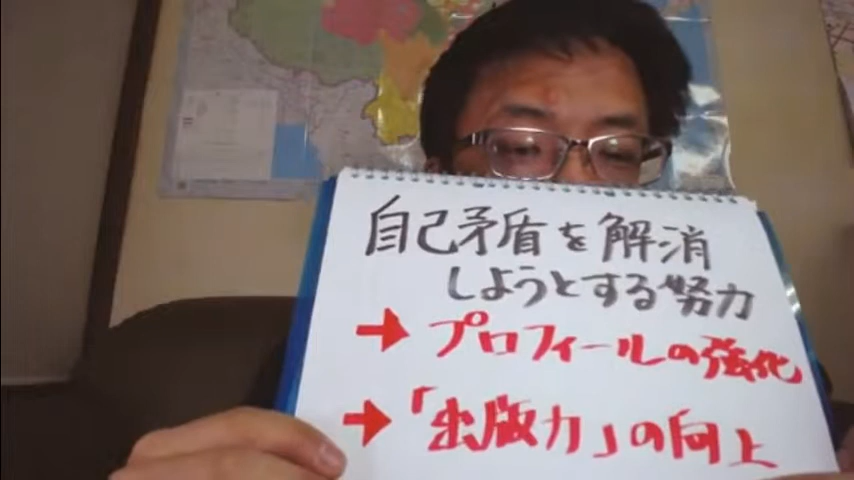 自己矛盾を解消
しようとする努力
➡プロフィールの強化
➡「出版力」の向上